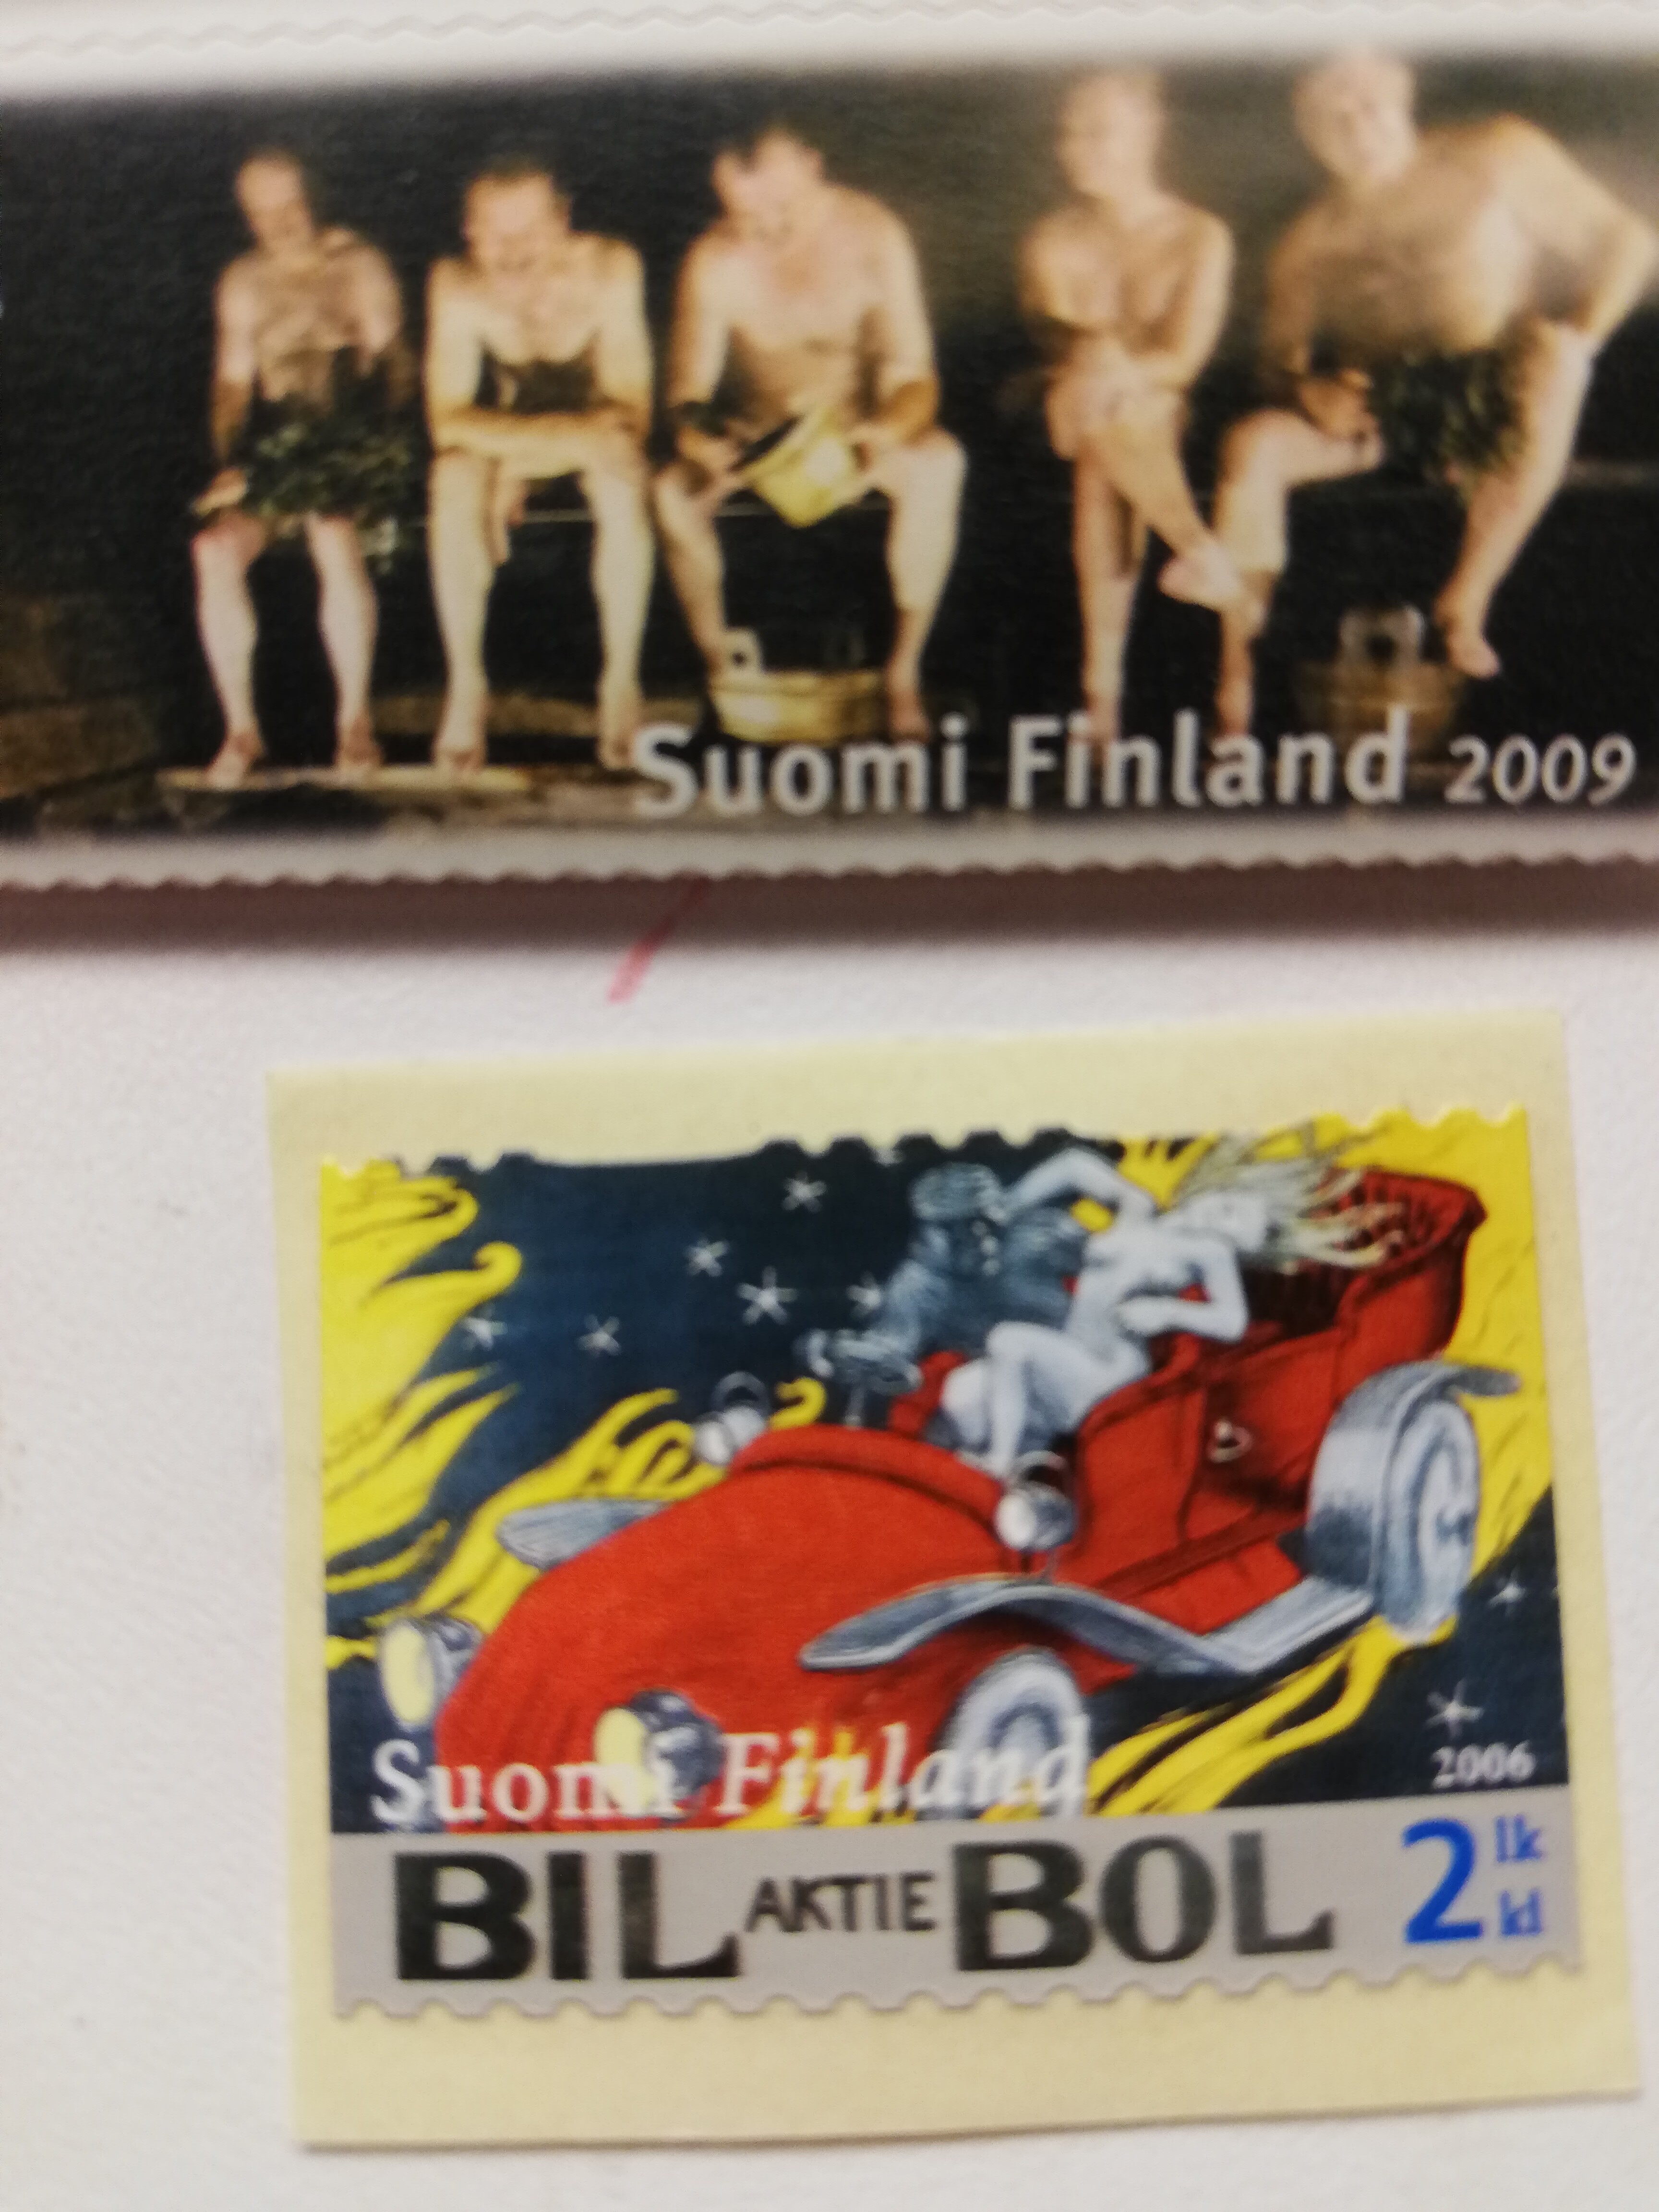 Suomi Finland 2009
Suomi Finland
2006
BIL AKTIE BOL 2 lk
kl